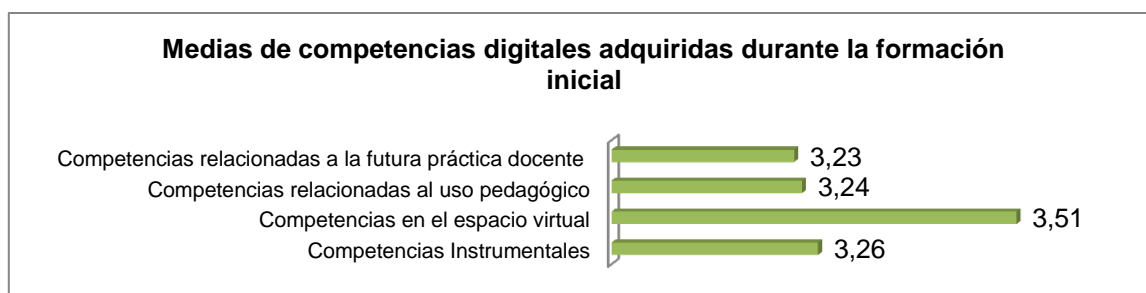 Medias de competencias digitales adquiridas durante la formación
inicial
Competencias relacionadas a la futura práctica docente 3,23
Competencias relacionadas al uso pedagógico 3,24
Competencias en el espacio virtual 3,51
Competencias Instrumentales 3,26